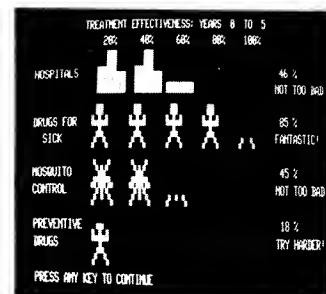 TREATMENT EFFECTIVENESS: YEARS 0 TO 5
20% 40% 60% 80% 100%
HOSPITALS 46 %
NOT TOO BAD
DRUGS FOR 85 %
SICK FANTASTIC!
MOSQUITO 45 %
CONTROL NOT TOO BAD
PREVENTIVE 18 %
DRUGS TRY HARDER!
PRESS ANY KEY TO CONTINUE